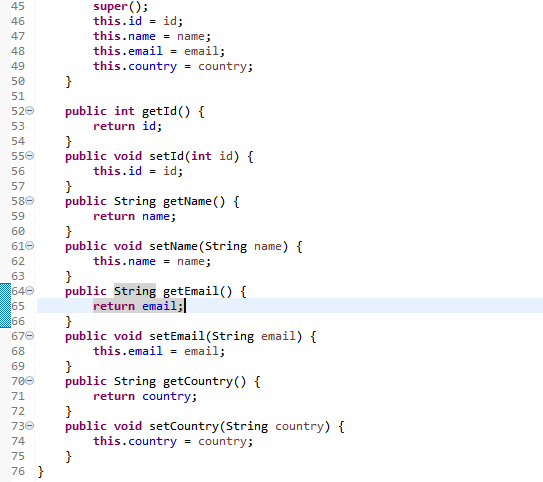 45 super();
46 this.id = id;
47 this.name = name;
48 this.email = email;
49 this.country = country;
50 }
51
52 public int getId() {
53 return id;
54 }
55 public void setId(int id) {
56 this.id = id;
57 }
58 public String getName() {
59 return name;
60 }
61 public void setName(String name) {
62 this.name = name;
63 }
64 public String getEmail() {
65 return email;
66 }
67 public void setEmail(String email) {
68 this.email = email;
69 }
70 public String getCountry() {
71 return country;
72 }
73 public void setCountry(String country) {
74 this.country = country;
75 }
76 }